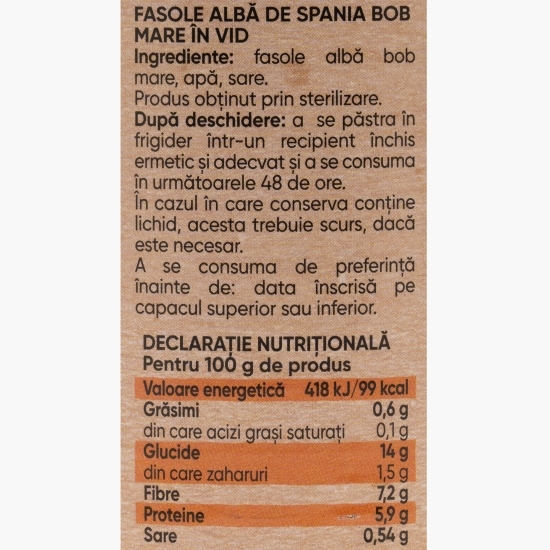 FASOLE ALBĂ DE SPANIA BOB
MARE ÎN VID
Ingrediente: fasole albă bob
mare, apă, sare.
Produs obținut prin sterilizare.
După deschidere: a se păstra în
frigider într-un recipient închis
ermetic și adecvat și a se consuma
în următoarele 48 de ore.
În cazul în care conserva conține
lichid, acesta trebuie scurs, dacă
este necesar.
A se consuma de preferință
înainte de: data înscrisă pe
capacul superior sau inferior.
DECLARAȚIE NUTRIȚIONALĂ
Pentru 100 g de produs
Valoare energetică 418 kJ/99 kcal
Grăsimi 0,6 g
din care acizi grași saturați 0,1 g
Glucide 14 g
din care zaharuri 1,5 g
Fibre 7,2 g
Proteine 5,9 g
Sare 0,54 g